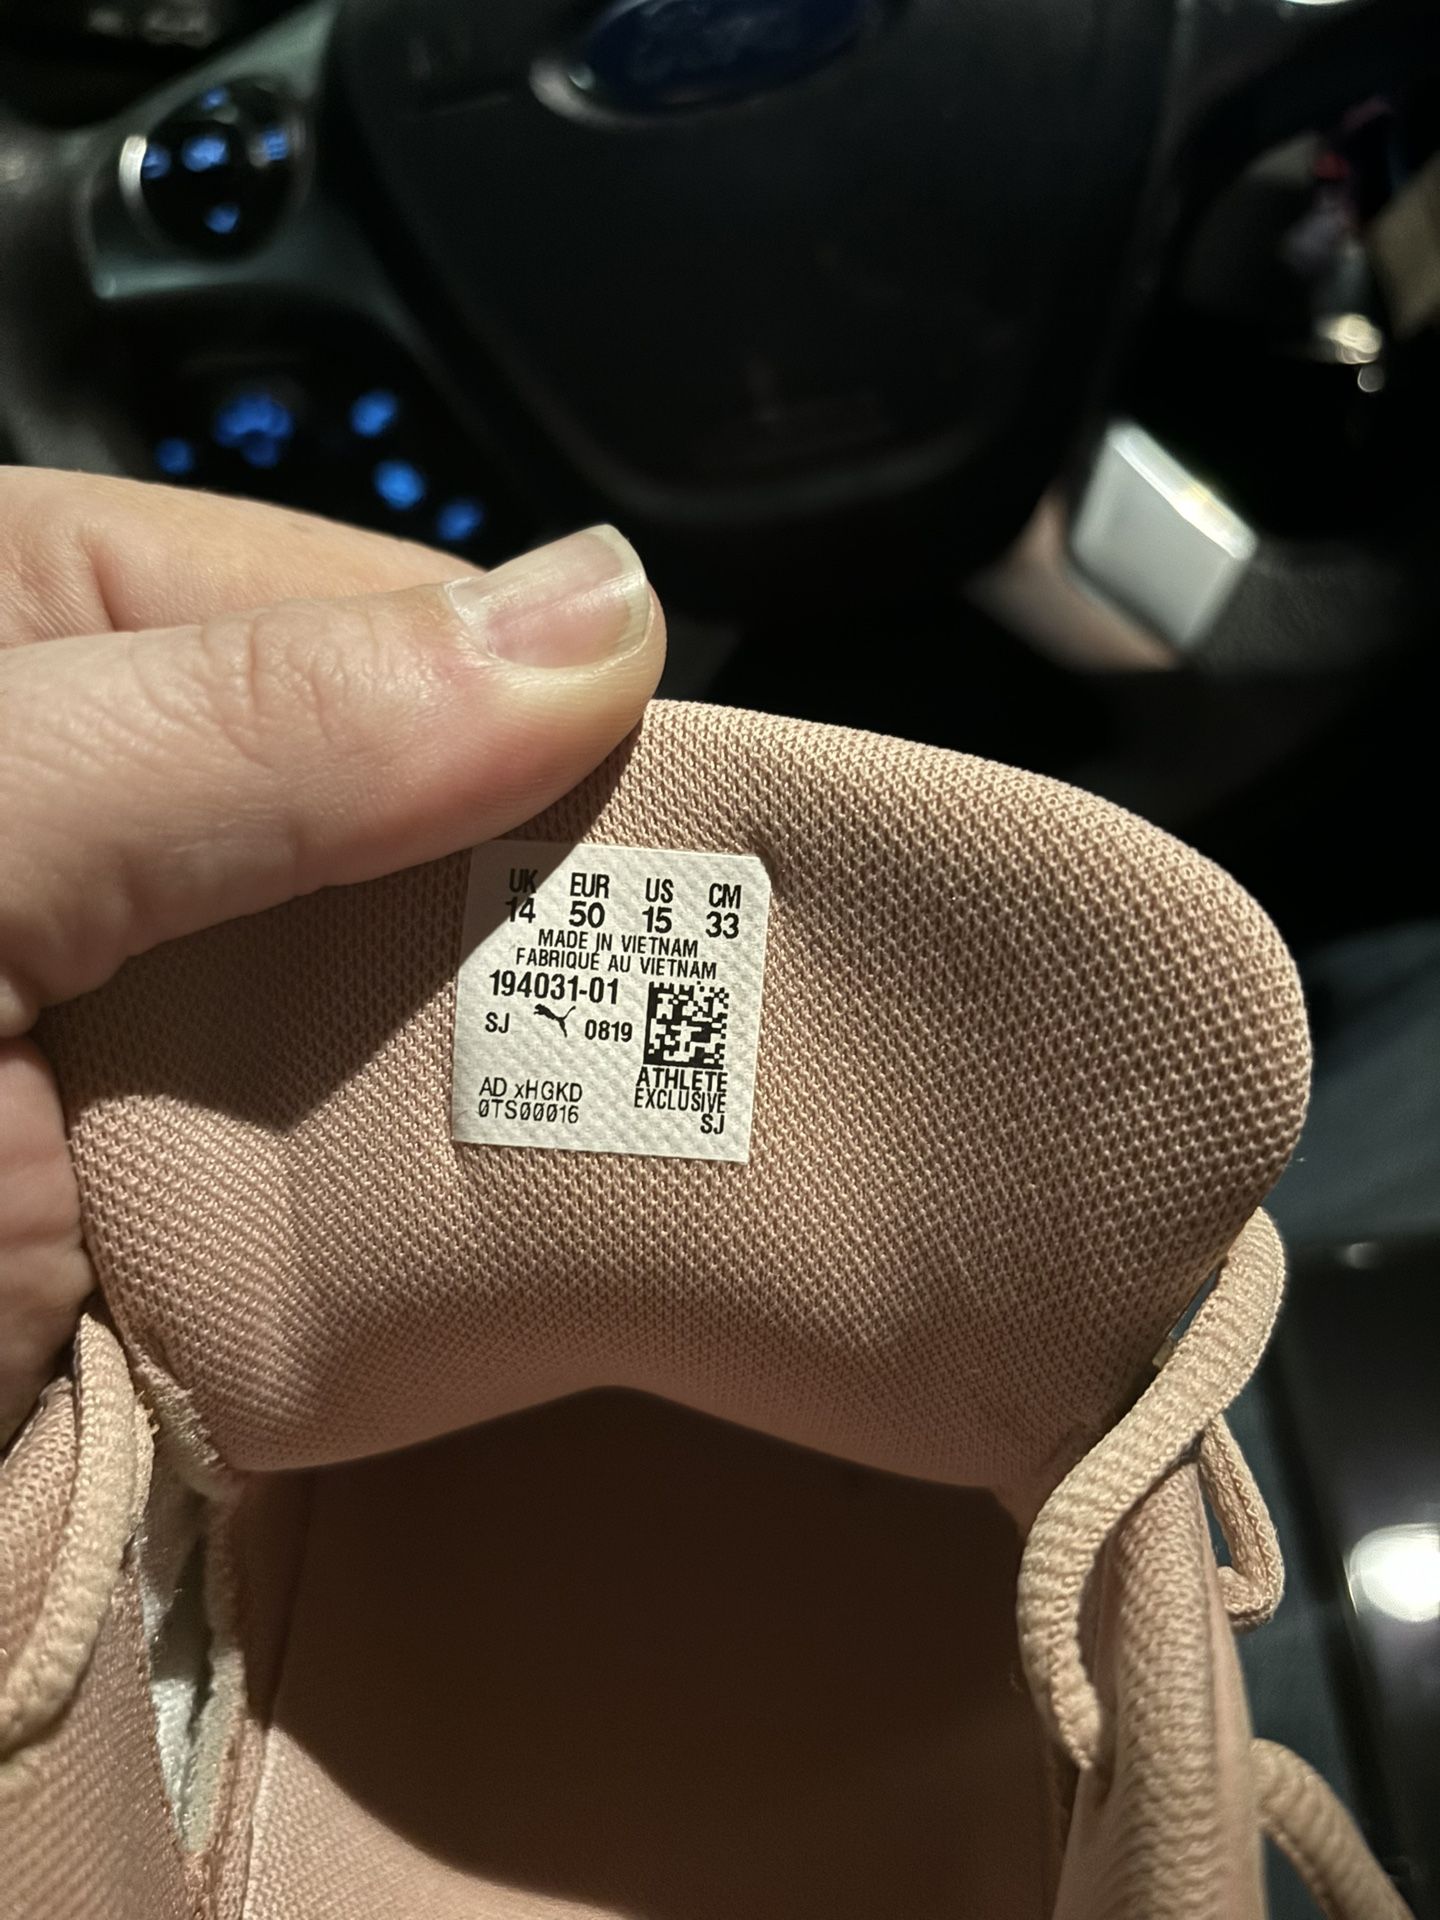 UK EUR US CM
14 50 15 33
MADE IN VIETNAM
FABRIQUÉ AU VIETNAM
194031-01
SJ 0819
ATHLETE
EXCLUSIVE
SJ
AD xHGKD
0TS00016